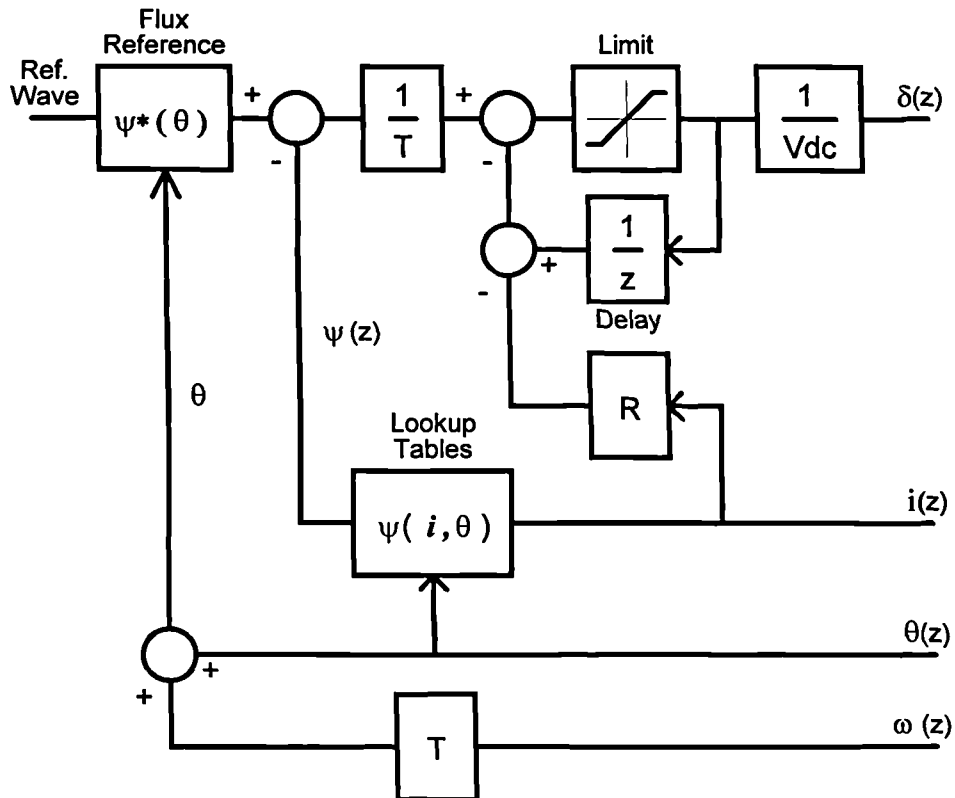 Flux
Reference
Ref.
Wave
ψ*(θ)
+
-
1
T
+
-
Limit
1
Vdc
δ(z)
+
-
1
z
Delay
ψ(z)
θ
R
Lookup
Tables
ψ( i,θ)
i(z)
θ(z)
+
+
T
ω (z)